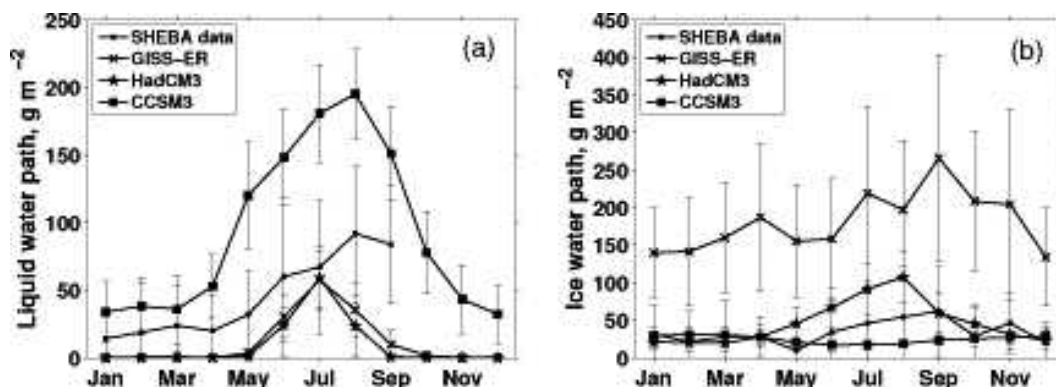 (a)
Liquid water path, g m⁻²
250
200
150
100
50
0
SHEBA data
GISS-ER
HadCM3
CCSM3
Jan Mar May Jul Sep Nov
(b)
Ice water path, g m⁻²
450
400
350
300
250
200
150
100
50
0
SHEBA data
GISS-ER
HadCM3
CCSM3
Jan Mar May Jul Sep Nov